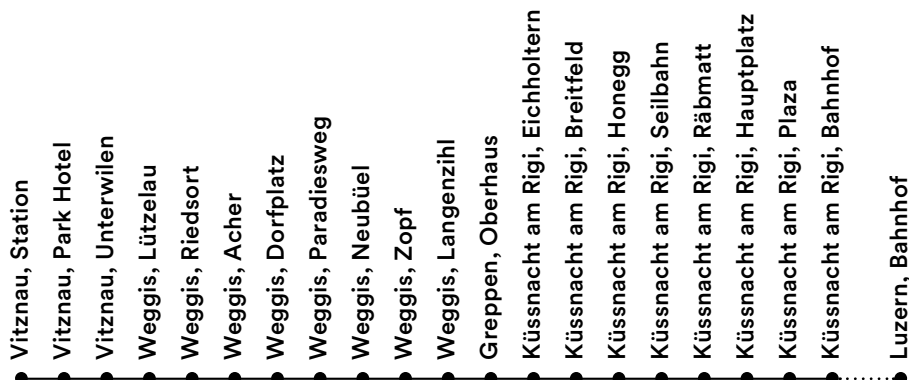 Vitznau, Station
Vitznau, Park Hotel
Vitznau, Unterwilen
Weggis, Lützelau
Weggis, Riedsort
Weggis, Acher
Weggis, Dorfplatz
Weggis, Paradiesweg
Weggis, Neubüel
Weggis, Zopf
Weggis, Langenzihl
Greppen, Oberhaus
Küssnacht am Rigi, Eichholtern
Küssnacht am Rigi, Breitfeld
Küssnacht am Rigi, Honegg
Küssnacht am Rigi, Seilbahn
Küssnacht am Rigi, Räbmatt
Küssnacht am Rigi, Hauptplatz
Küssnacht am Rigi, Plaza
Küssnacht am Rigi, Bahnhof
Luzern, Bahnhof